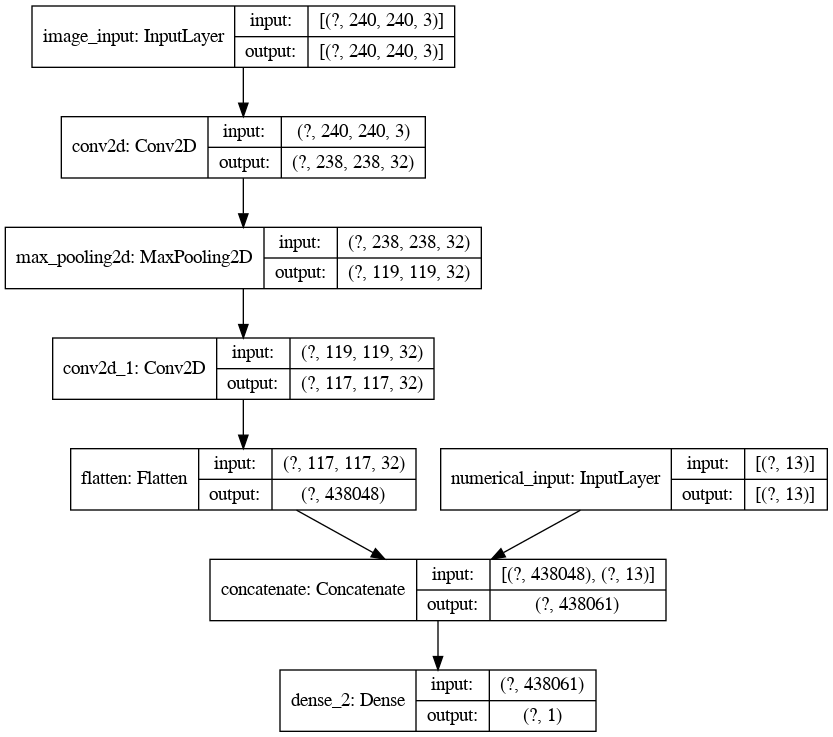 image_input: InputLayer
input: [(?, 240, 240, 3)]
output: [(?, 240, 240, 3)]
conv2d: Conv2D
input: (?, 240, 240, 3)
output: (?, 238, 238, 32)
max_pooling2d: MaxPooling2D
input: (?, 238, 238, 32)
output: (?, 119, 119, 32)
conv2d_1: Conv2D
input: (?, 119, 119, 32)
output: (?, 117, 117, 32)
flatten: Flatten
input: (?, 117, 117, 32)
output: (?, 438048)
numerical_input: InputLayer
input: [(?, 13)]
output: [(?, 13)]
concatenate: Concatenate
input: [(?, 438048), (?, 13)]
output: (?, 438061)
dense_2: Dense
input: (?, 438061)
output: (?, 1)